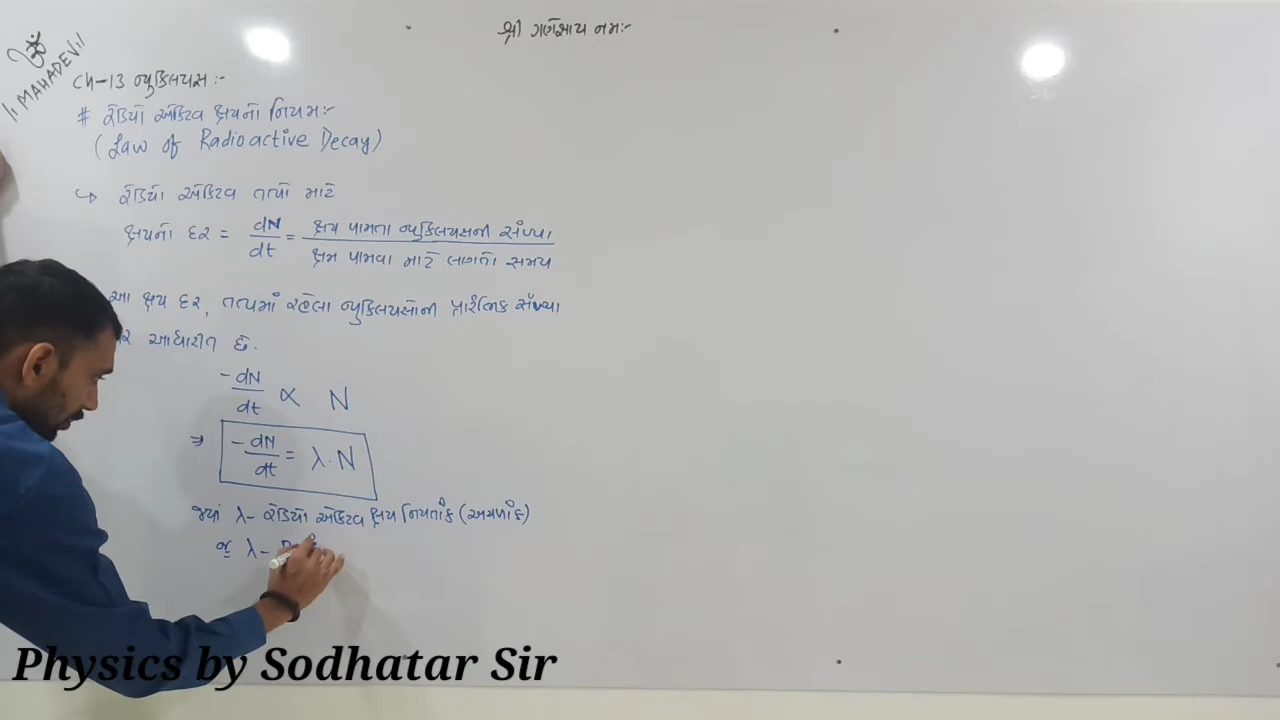 ૐ
।। MAHADEV ।।
શ્રી ગણેશાય નમઃ-
Ch-13 ન્યુક્લિયસ :-
# રેડિયો એક્ટિવ ક્ષયનો નિયમ:-
(Law of Radioactive Decay)
↪ રેડિયો એક્ટિવ તત્વો માટે
ક્ષયનો દર = dN/dt = ક્ષય પામતા ન્યુક્લિયસની સંખ્યા / ક્ષય પામવા માટે લાગતો સમય
આ ક્ષય દર, તત્વમાં રહેલા ન્યુક્લિયસોની પ્રારંભિક સંખ્યા
પર આધારીત છે.
-dN/dt ∝ N
⇒ -dN/dt = λ·N
જ્યાં λ - રેડિયો એક્ટિવ ક્ષય નિયતાંક (અચળાંક)
λ -
Physics by Sodhatar Sir